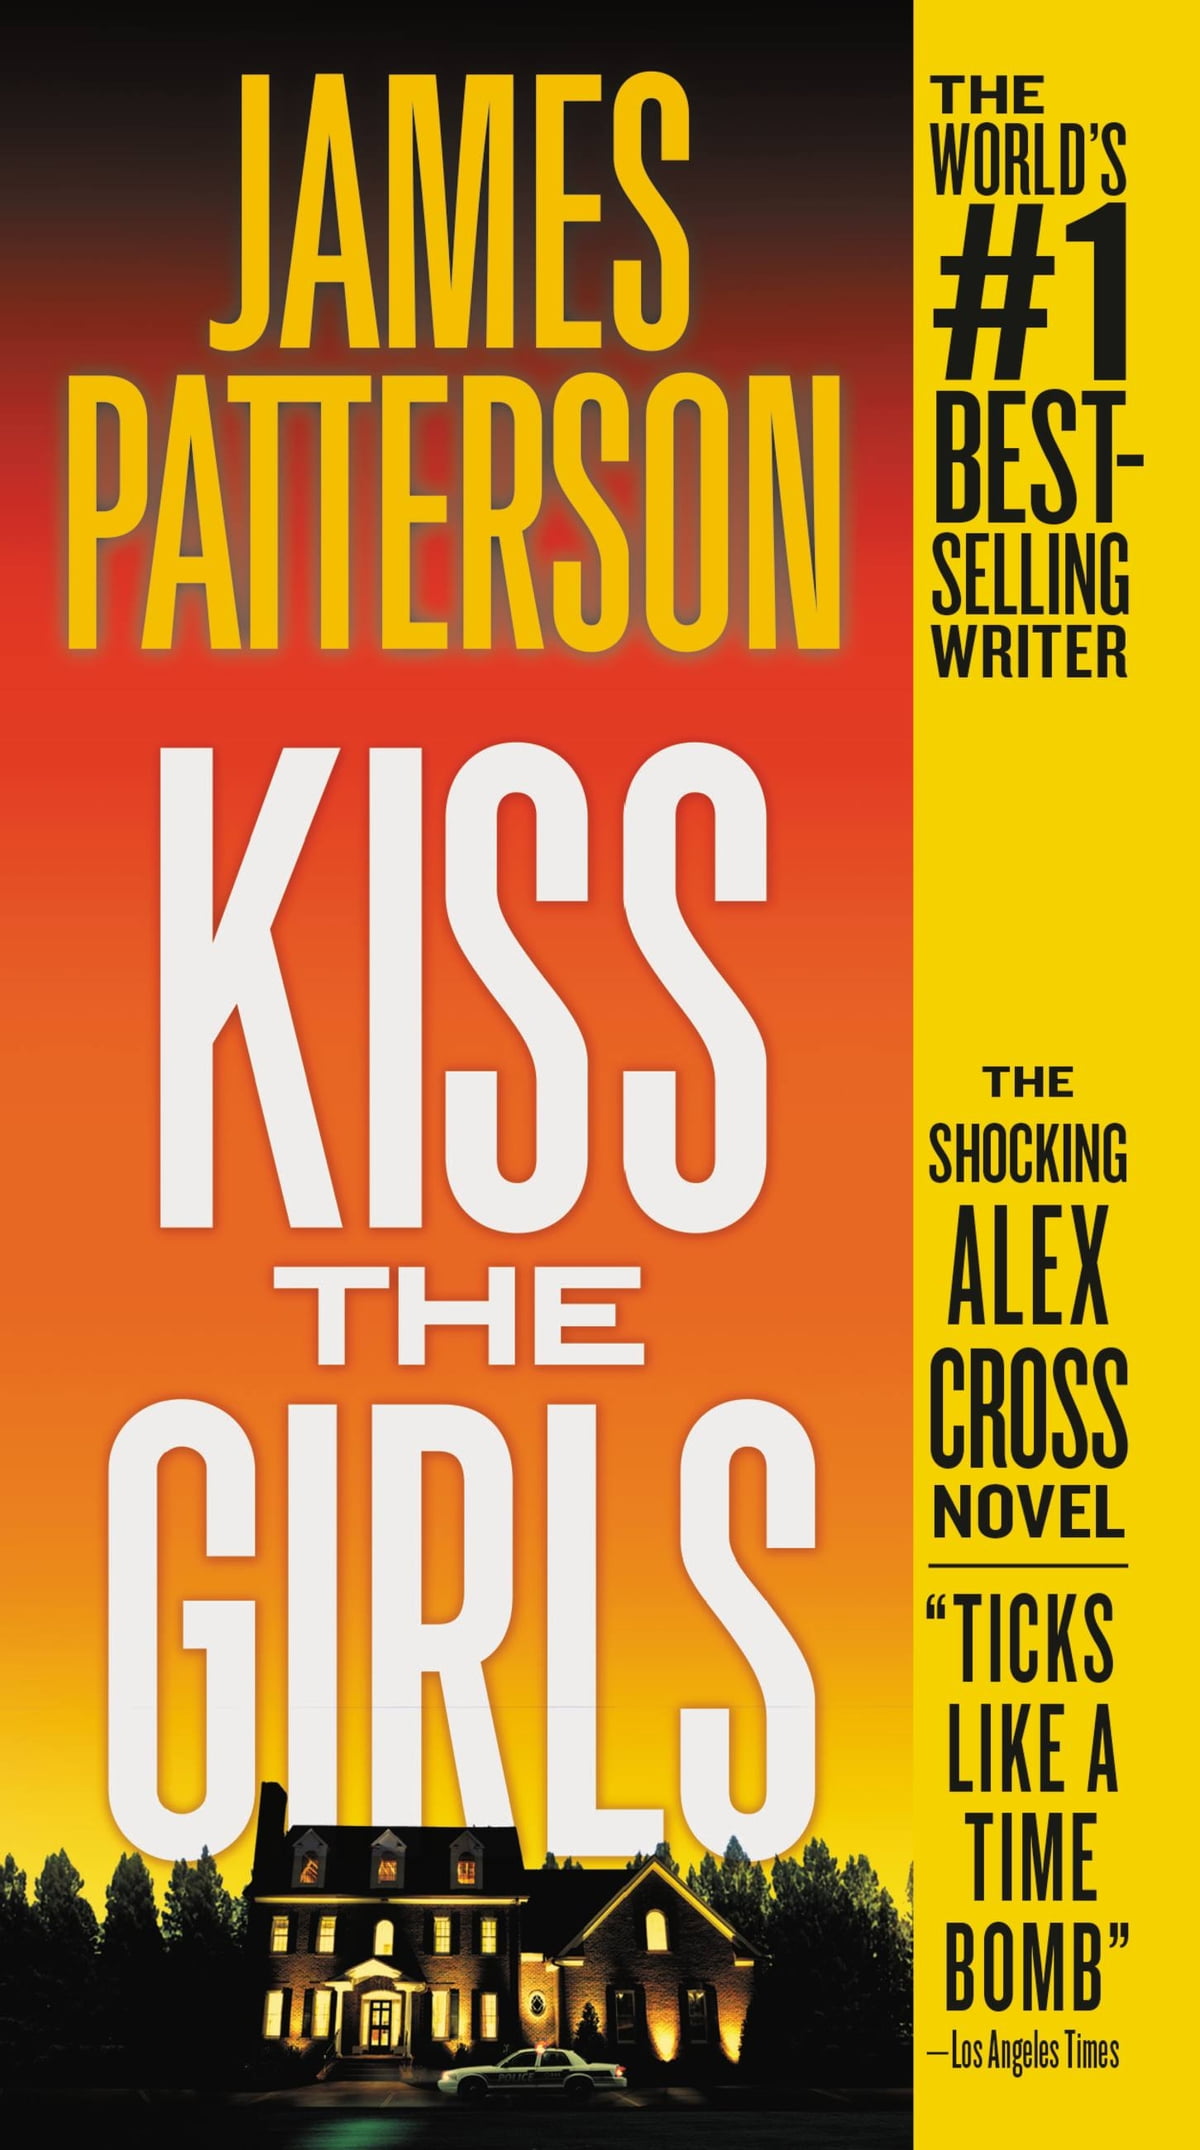 JAMES
PATTERSON
KISS
THE
GIRLS
POLICE
THE
WORLD'S
#1
BEST-
SELLING
WRITER
THE
SHOCKING
ALEX
CROSS
NOVEL
“TICKS
LIKE A
TIME
BOMB”
—Los Angeles Times